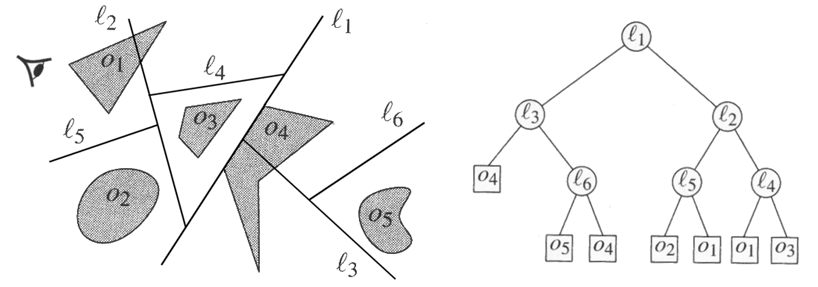 ℓ₂
ℓ₁
o₁
ℓ₄
o₃
o₄
ℓ₆
ℓ₅
o₂
o₅
ℓ₃
ℓ₁
ℓ₃ ℓ₂
o₄ ℓ₆ ℓ₅ ℓ₄
o₅ o₄ o₂ o₁ o₁ o₃